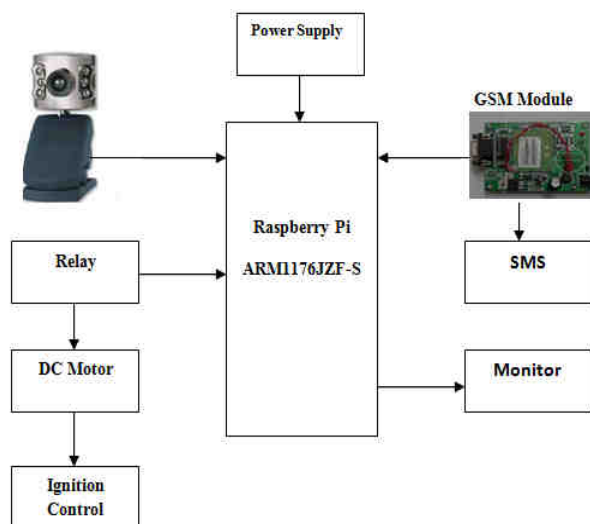 Power Supply
GSM Module
Raspberry Pi
ARM1176JZF-S
Relay
SMS
DC Motor
Monitor
Ignition
Control